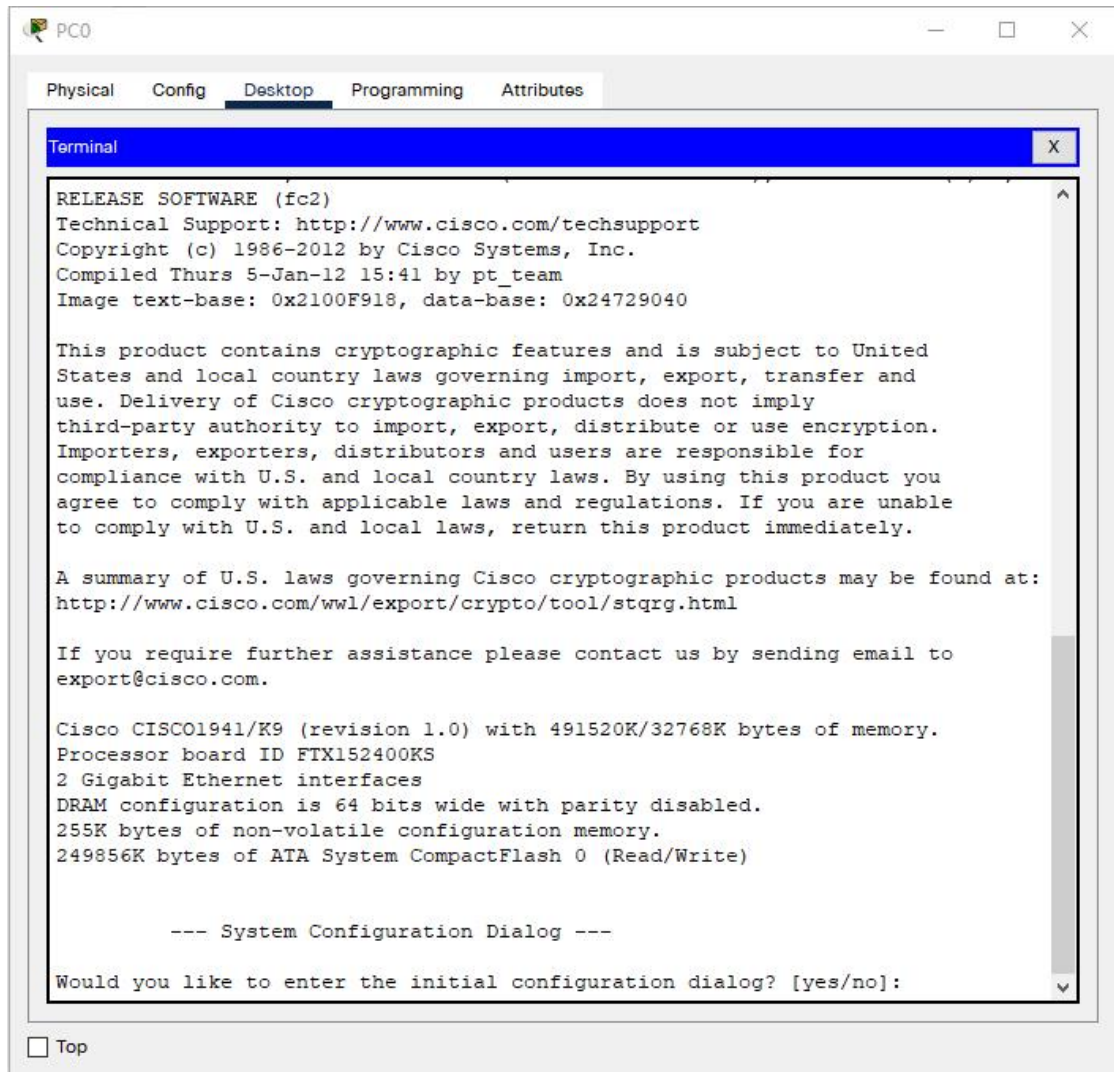 PC0
Physical Config Desktop Programming Attributes
Terminal X
RELEASE SOFTWARE (fc2)
Technical Support: http://www.cisco.com/techsupport
Copyright (c) 1986-2012 by Cisco Systems, Inc.
Compiled Thurs 5-Jan-12 15:41 by pt_team
Image text-base: 0x2100F918, data-base: 0x24729040
This product contains cryptographic features and is subject to United
States and local country laws governing import, export, transfer and
use. Delivery of Cisco cryptographic products does not imply
third-party authority to import, export, distribute or use encryption.
Importers, exporters, distributors and users are responsible for
compliance with U.S. and local country laws. By using this product you
agree to comply with applicable laws and regulations. If you are unable
to comply with U.S. and local laws, return this product immediately.
A summary of U.S. laws governing Cisco cryptographic products may be found at:
http://www.cisco.com/wwl/export/crypto/tool/stqrg.html
If you require further assistance please contact us by sending email to
export@cisco.com.
Cisco CISCO1941/K9 (revision 1.0) with 491520K/32768K bytes of memory.
Processor board ID FTX152400KS
2 Gigabit Ethernet interfaces
DRAM configuration is 64 bits wide with parity disabled.
255K bytes of non-volatile configuration memory.
249856K bytes of ATA System CompactFlash 0 (Read/Write)
--- System Configuration Dialog ---
Would you like to enter the initial configuration dialog? [yes/no]:
Top